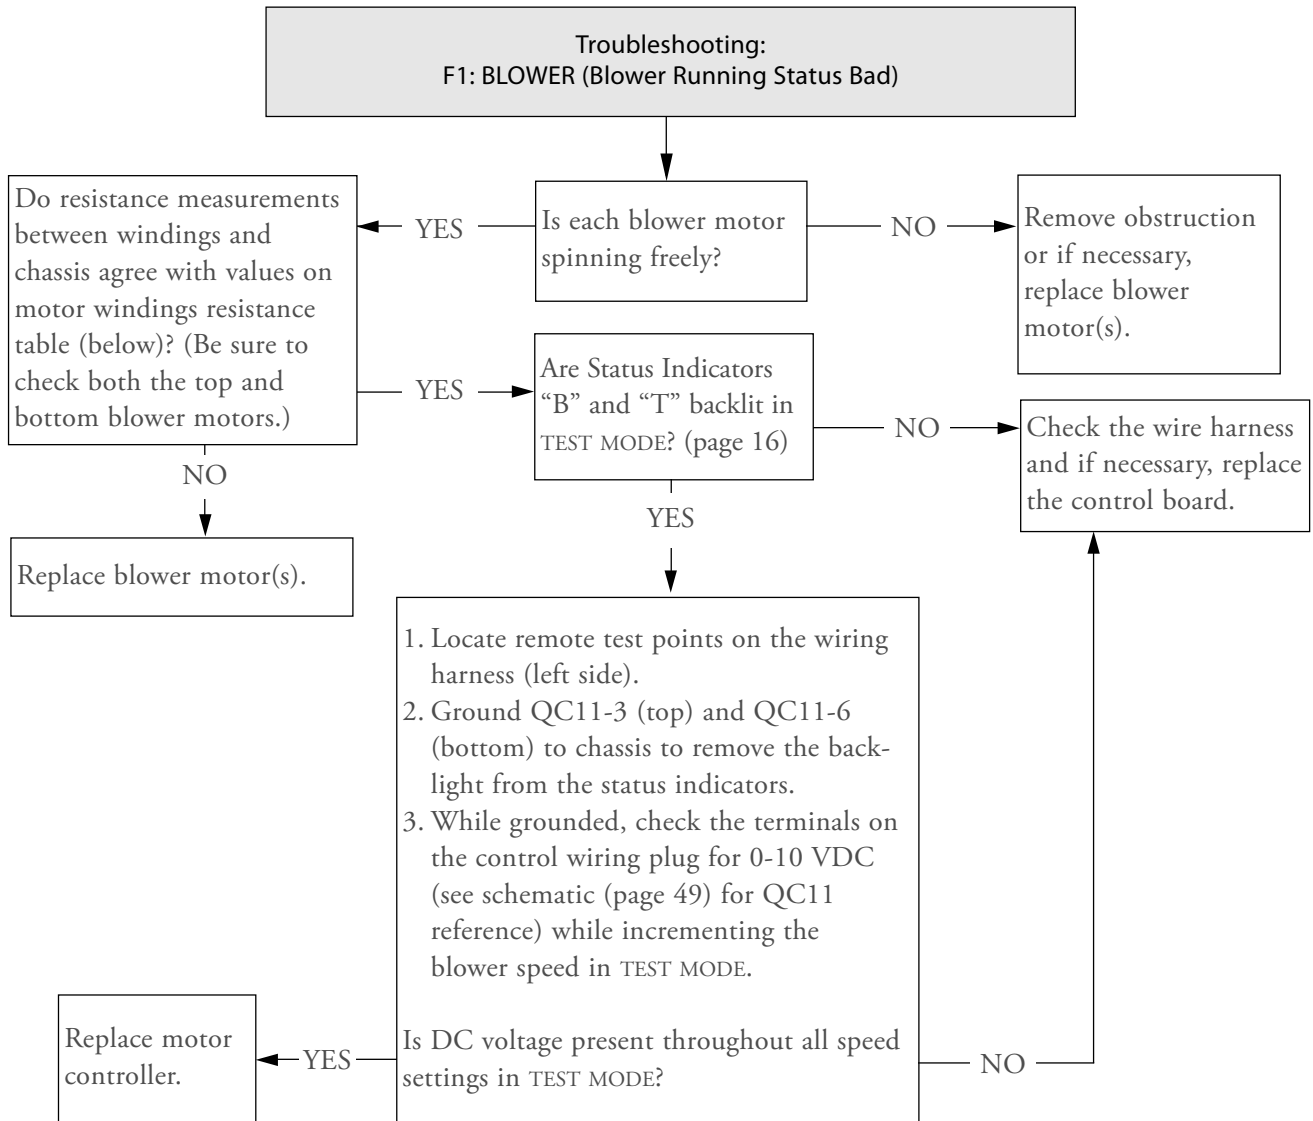 Troubleshooting:
F1: BLOWER (Blower Running Status Bad)
Is each blower motor
spinning freely?
YES
NO
Do resistance measurements
between windings and
chassis agree with values on
motor windings resistance
table (below)? (Be sure to
check both the top and
bottom blower motors.)
Remove obstruction
or if necessary,
replace blower
motor(s).
YES
Are Status Indicators
“B” and “T” backlit in
TEST MODE? (page 16)
NO
Check the wire harness
and if necessary, replace
the control board.
NO
Replace blower motor(s).
YES
1. Locate remote test points on the wiring
harness (left side).
2. Ground QC11-3 (top) and QC11-6
(bottom) to chassis to remove the back-
light from the status indicators.
3. While grounded, check the terminals on
the control wiring plug for 0-10 VDC
(see schematic (page 49) for QC11
reference) while incrementing the
blower speed in TEST MODE.
Is DC voltage present throughout all speed
settings in TEST MODE?
YES
NO
Replace motor
controller.